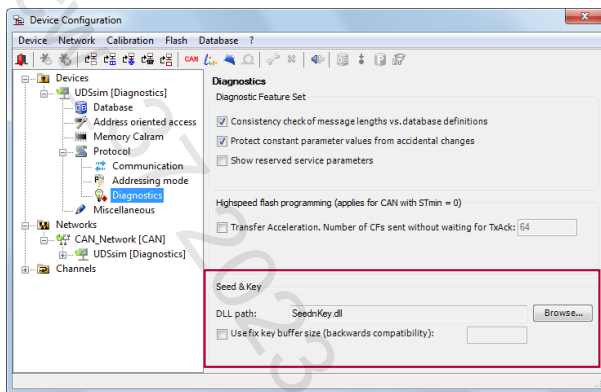 Device Configuration
Device Network Calibration Flash Database ?
CAN
Devices
UDSsim [Diagnostics]
Database
Address oriented access
Memory Calram
Protocol
Communication
Addressing mode
Diagnostics
Miscellaneous
Networks
CAN_Network [CAN]
UDSsim [Diagnostics]
Channels
Diagnostics
Diagnostic Feature Set
Consistency check of message lengths vs. database definitions
Protect constant parameter values from accidental changes
Show reserved service parameters
Highspeed flash programming (applies for CAN with STmin = 0)
Transfer Acceleration. Number of CFs sent without waiting for TxAck: 64
Seed & Key
DLL path: SeednKey.dll Browse...
Use fix key buffer size (backwards compatibility):